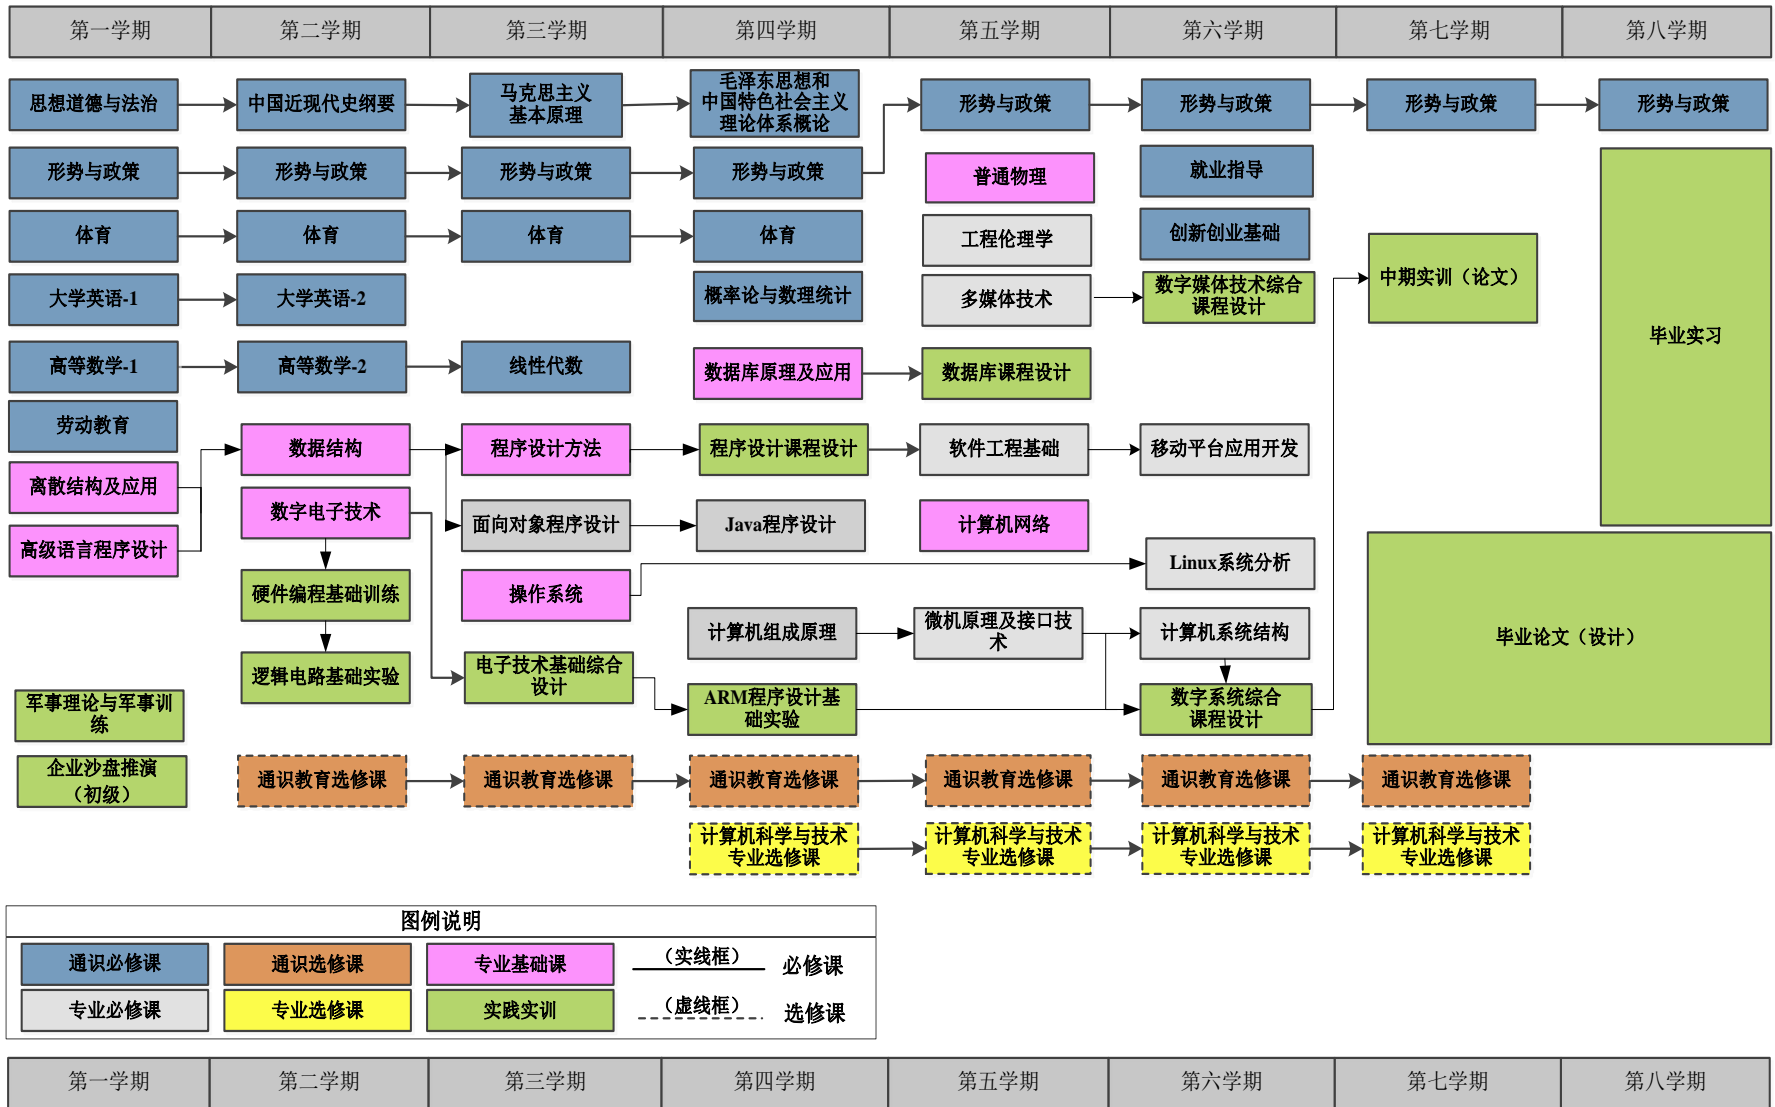 第一学期
第二学期
第三学期
第四学期
第五学期
第六学期
第七学期
第八学期
思想道德与法治
中国近现代史纲要
马克思主义
基本原理
毛泽东思想和
中国特色社会主义
理论体系概论
形势与政策
形势与政策
形势与政策
形势与政策
形势与政策
形势与政策
形势与政策
形势与政策
普通物理
就业指导
体育
体育
体育
体育
工程伦理学
创新创业基础
大学英语-1
大学英语-2
概率论与数理统计
多媒体技术
数字媒体技术综合
课程设计
中期实训（论文）
毕业实习
高等数学-1
高等数学-2
线性代数
数据库原理及应用
数据库课程设计
劳动教育
数据结构
程序设计方法
程序设计课程设计
软件工程基础
移动平台应用开发
离散结构及应用
数字电子技术
面向对象程序设计
Java程序设计
计算机网络
高级语言程序设计
硬件编程基础训练
操作系统
Linux系统分析
计算机组成原理
微机原理及接口技
术
计算机系统结构
毕业论文（设计）
逻辑电路基础实验
电子技术基础综合
设计
ARM程序设计基
础实验
数字系统综合
课程设计
军事理论与军事训
练
企业沙盘推演
（初级）
通识教育选修课
通识教育选修课
通识教育选修课
通识教育选修课
通识教育选修课
通识教育选修课
计算机科学与技术
专业选修课
计算机科学与技术
专业选修课
计算机科学与技术
专业选修课
计算机科学与技术
专业选修课
图例说明
通识必修课
通识选修课
专业基础课
（实线框）
必修课
专业必修课
专业选修课
实践实训
（虚线框）
选修课
第一学期
第二学期
第三学期
第四学期
第五学期
第六学期
第七学期
第八学期